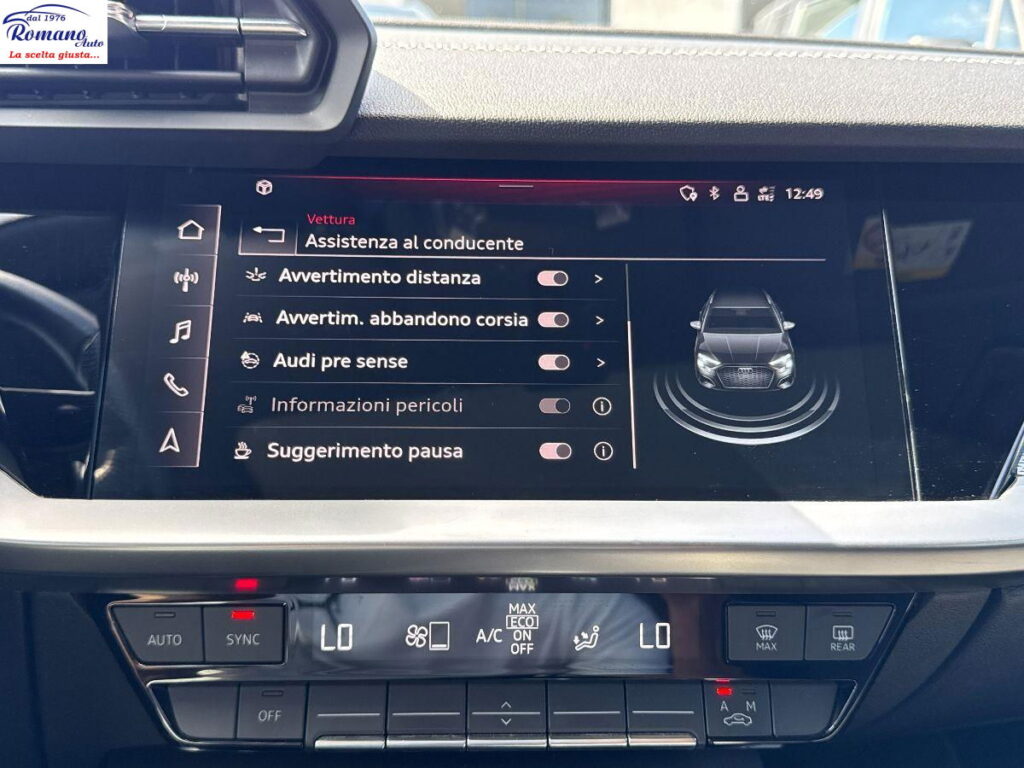 dal 1976
Romano
Auto
La scelta giusta...
LTE
12:49
Vettura
Assistenza al conducente
Avvertimento distanza
Avvertim. abbandono corsia
Audi pre sense
Informazioni pericoli
Suggerimento pausa
AUTO
SYNC
LO
A/C
MAX
ECO
ON
OFF
LO
MAX
REAR
OFF
A M